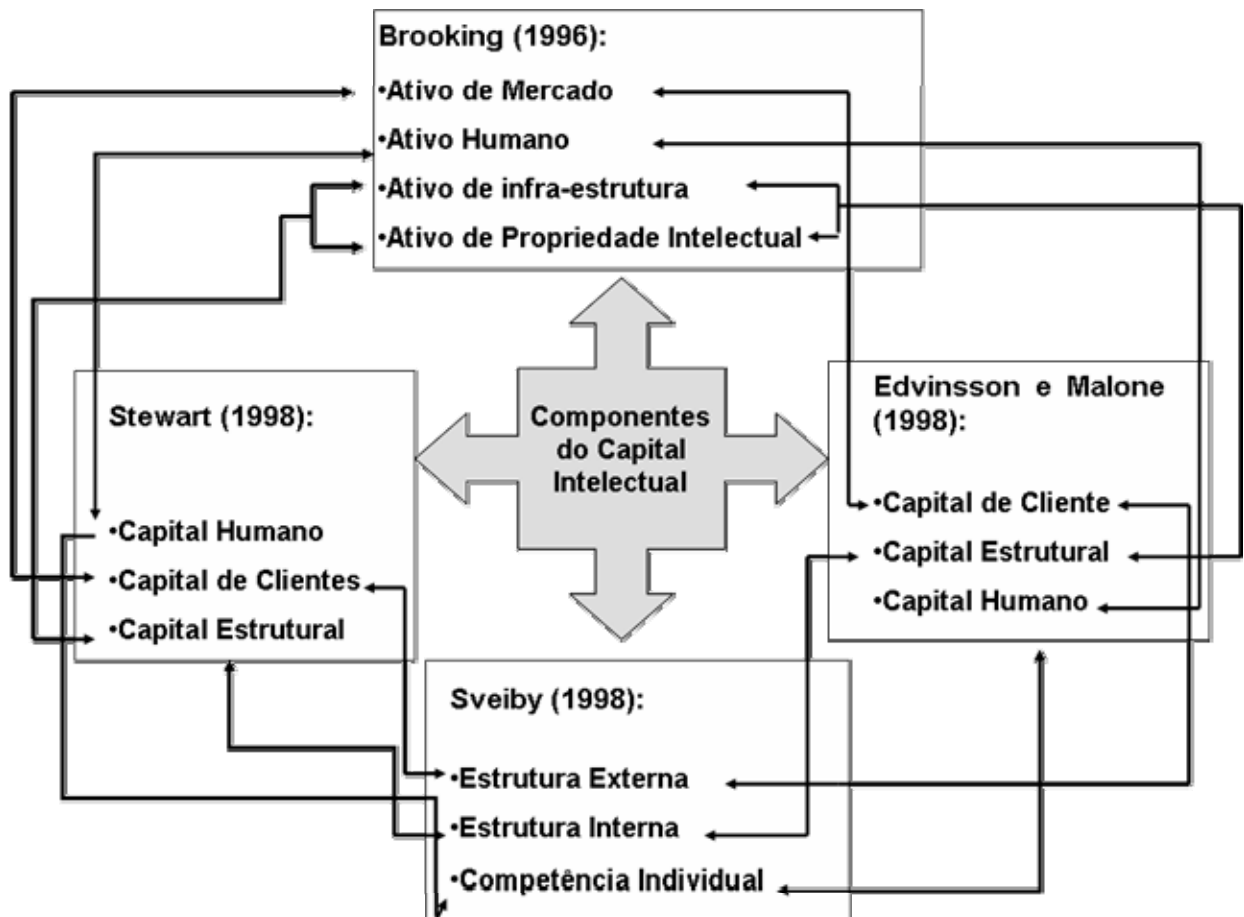 Brooking (1996):
•Ativo de Mercado
•Ativo Humano
•Ativo de infra-estrutura
•Ativo de Propriedade Intelectual
Stewart (1998):
•Capital Humano
•Capital de Clientes
•Capital Estrutural
Componentes
do Capital
Intelectual
Edvinsson e Malone
(1998):
•Capital de Cliente
•Capital Estrutural
•Capital Humano
Sveiby (1998):
•Estrutura Externa
•Estrutura Interna
•Competência Individual